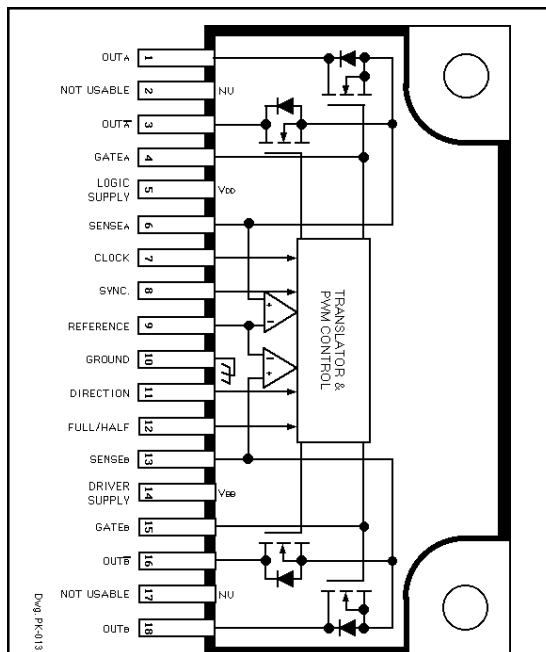 OUTA 1
NOT USABLE 2 NU
OUTA̅ 3
GATEA 4
LOGIC
SUPPLY 5 VDD
SENSEA 6
CLOCK 7
SYNC. 8
REFERENCE 9
GROUND 10
DIRECTION 11
FULL/HALF 12
SENSEB 13
DRIVER
SUPPLY 14 VBB
GATEB 15
OUTB̅ 16
NOT USABLE 17 NU
OUTB 18
TRANSLATOR &
PWM CONTROL
+
−
−
+
Dwg. PK-013